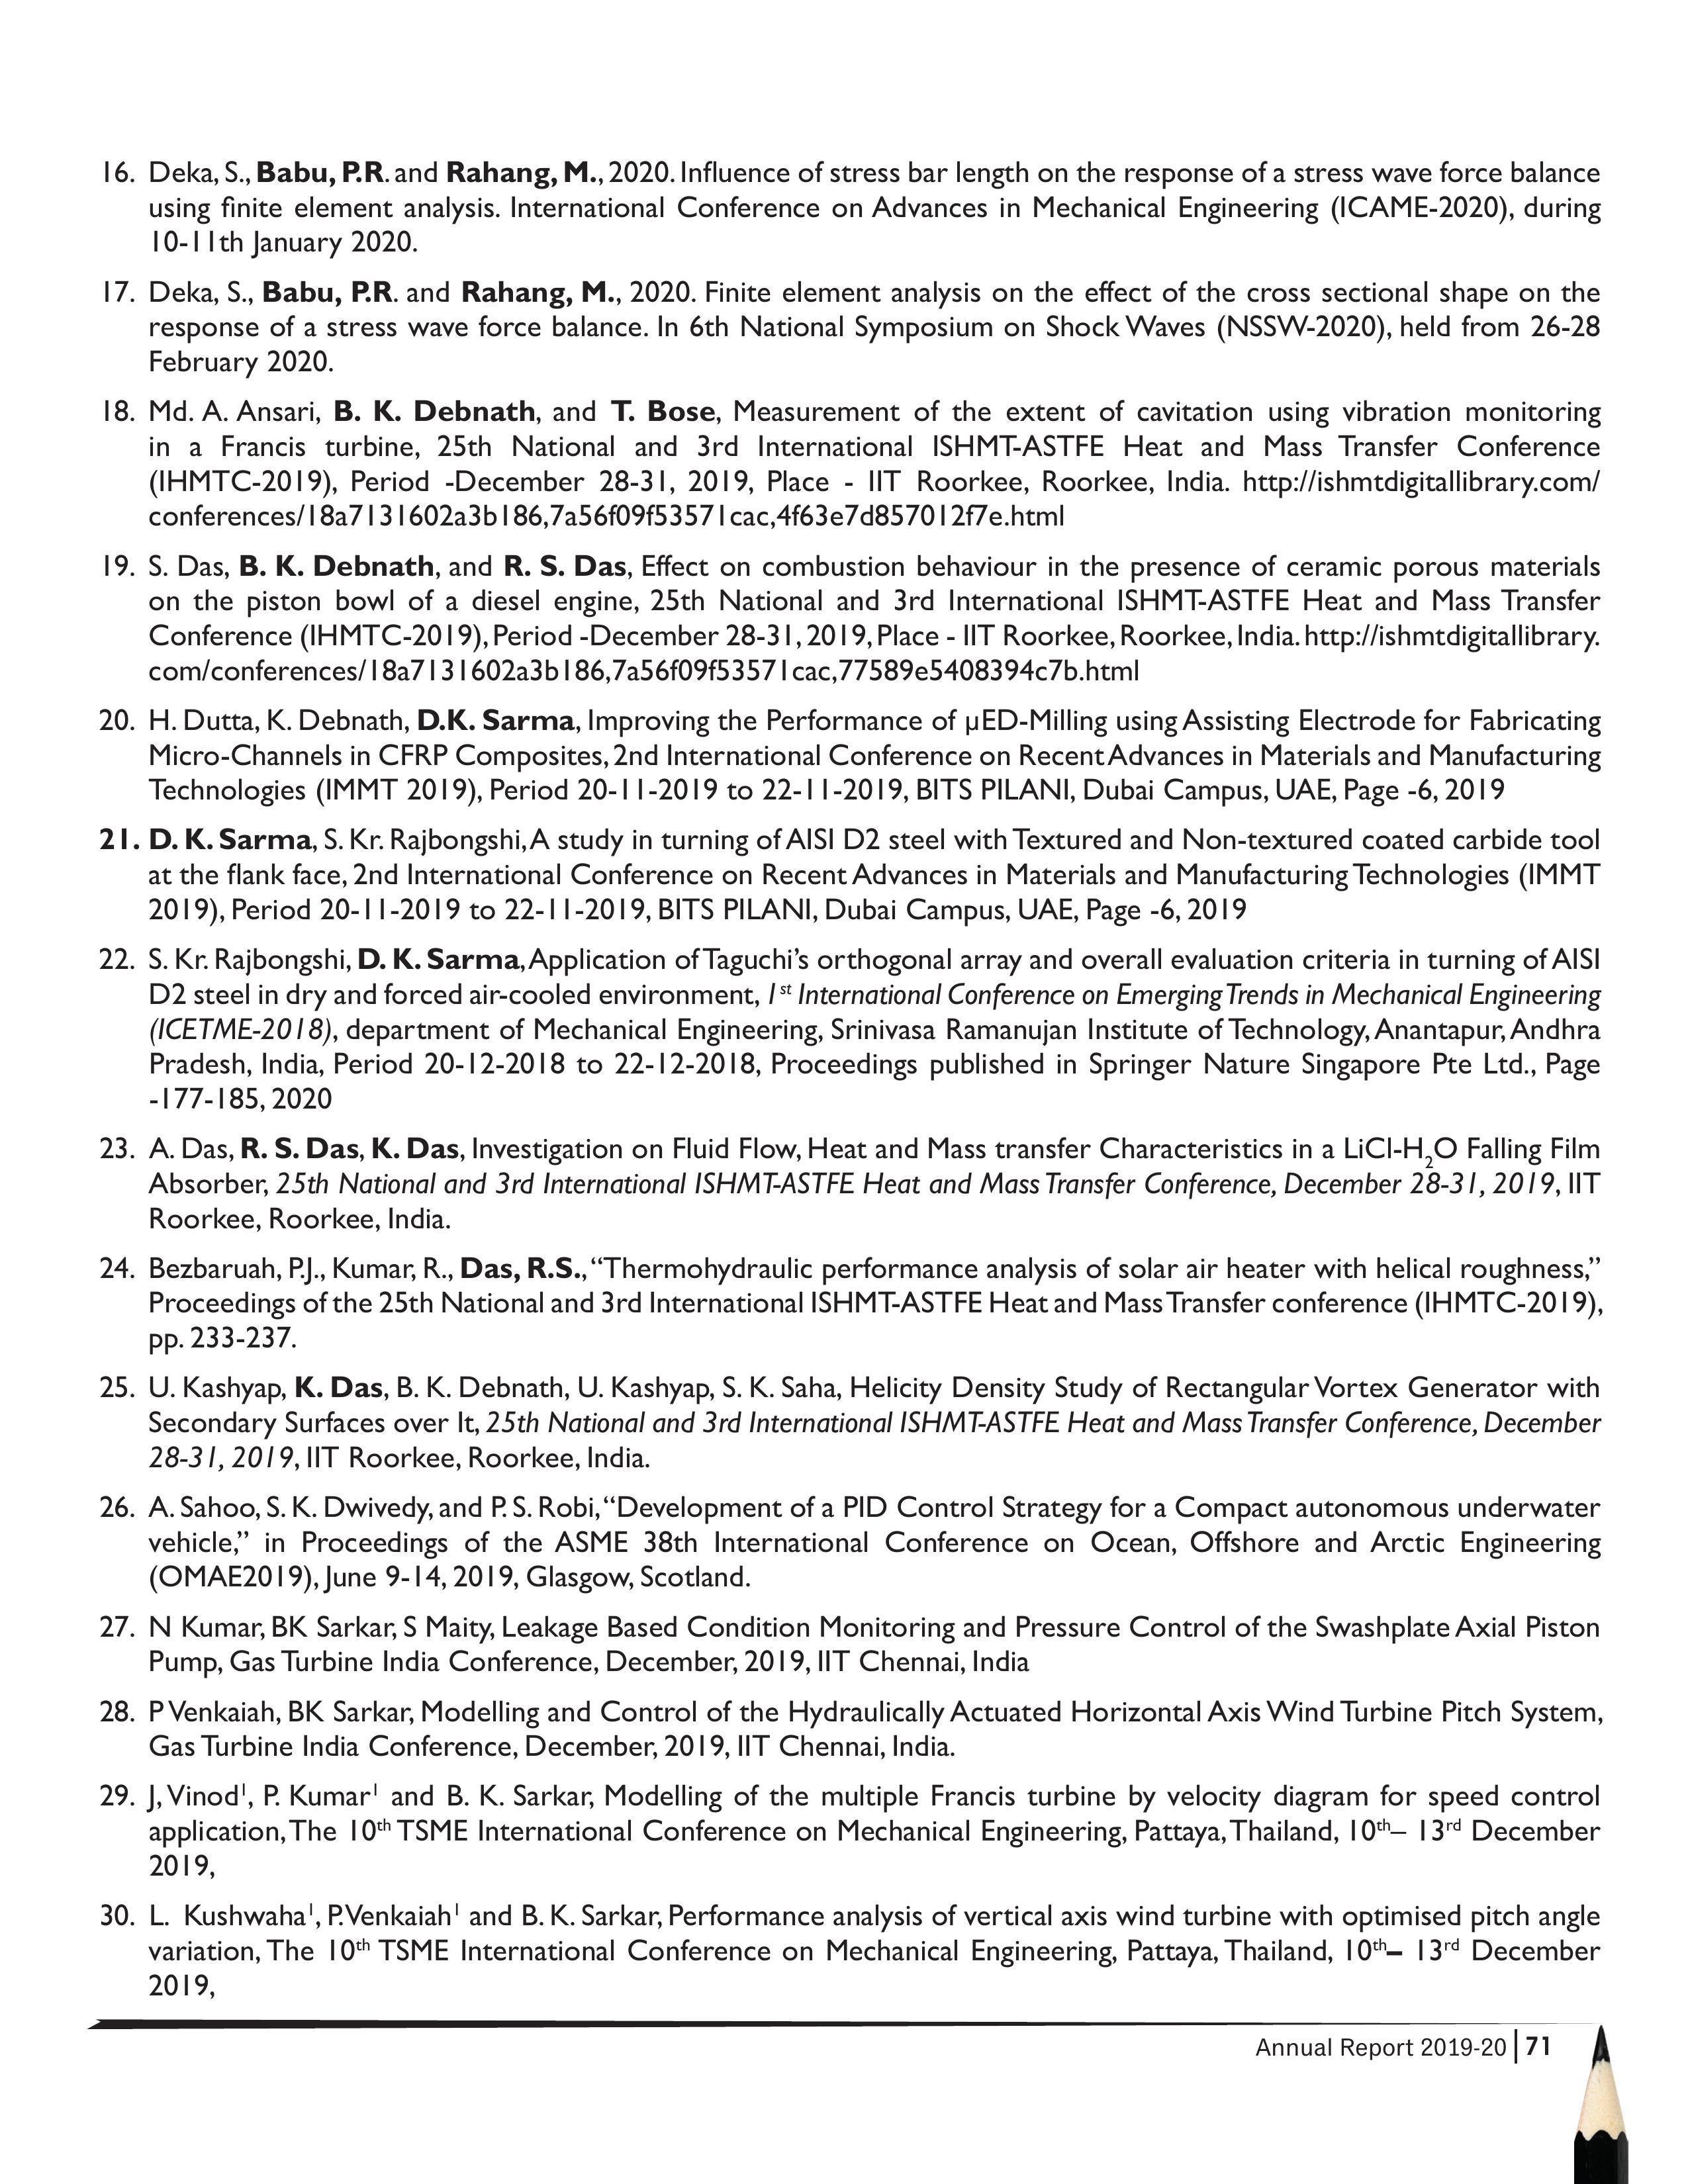 16. Deka, S., Babu, P.R. and Rahang, M., 2020. Influence of stress bar length on the response of a stress wave force balance
using finite element analysis. International Conference on Advances in Mechanical Engineering (ICAME-2020), during
10-11th January 2020.
17. Deka, S., Babu, P.R. and Rahang, M., 2020. Finite element analysis on the effect of the cross sectional shape on the
response of a stress wave force balance. In 6th National Symposium on Shock Waves (NSSW-2020), held from 26-28
February 2020.
18. Md. A. Ansari, B. K. Debnath, and T. Bose, Measurement of the extent of cavitation using vibration monitoring
in a Francis turbine, 25th National and 3rd International ISHMT-ASTFE Heat and Mass Transfer Conference
(IHMTC-2019), Period -December 28-31, 2019, Place - IIT Roorkee, Roorkee, India. http://ishmtdigitallibrary.com/
conferences/18a7131602a3b186,7a56f09f53571cac,4f63e7d857012f7e.html
19. S. Das, B. K. Debnath, and R. S. Das, Effect on combustion behaviour in the presence of ceramic porous materials
on the piston bowl of a diesel engine, 25th National and 3rd International ISHMT-ASTFE Heat and Mass Transfer
Conference (IHMTC-2019), Period -December 28-31, 2019, Place - IIT Roorkee, Roorkee, India. http://ishmtdigitallibrary.
com/conferences/18a7131602a3b186,7a56f09f53571cac,77589e5408394c7b.html
20. H. Dutta, K. Debnath, D.K. Sarma, Improving the Performance of µED-Milling using Assisting Electrode for Fabricating
Micro-Channels in CFRP Composites, 2nd International Conference on Recent Advances in Materials and Manufacturing
Technologies (IMMT 2019), Period 20-11-2019 to 22-11-2019, BITS PILANI, Dubai Campus, UAE, Page -6, 2019
21. D. K. Sarma, S. Kr. Rajbongshi, A study in turning of AISI D2 steel with Textured and Non-textured coated carbide tool
at the flank face, 2nd International Conference on Recent Advances in Materials and Manufacturing Technologies (IMMT
2019), Period 20-11-2019 to 22-11-2019, BITS PILANI, Dubai Campus, UAE, Page -6, 2019
22. S. Kr. Rajbongshi, D. K. Sarma, Application of Taguchi's orthogonal array and overall evaluation criteria in turning of AISI
D2 steel in dry and forced air-cooled environment, 1st International Conference on Emerging Trends in Mechanical Engineering
(ICETME-2018), department of Mechanical Engineering, Srinivasa Ramanujan Institute of Technology, Anantapur, Andhra
Pradesh, India, Period 20-12-2018 to 22-12-2018, Proceedings published in Springer Nature Singapore Pte Ltd., Page
-177-185, 2020
23. A. Das, R. S. Das, K. Das, Investigation on Fluid Flow, Heat and Mass transfer Characteristics in a LiCl-H2O Falling Film
Absorber, 25th National and 3rd International ISHMT-ASTFE Heat and Mass Transfer Conference, December 28-31, 2019, IIT
Roorkee, Roorkee, India.
24. Bezbaruah, P.J., Kumar, R., Das, R.S., “Thermohydraulic performance analysis of solar air heater with helical roughness,”
Proceedings of the 25th National and 3rd International ISHMT-ASTFE Heat and Mass Transfer conference (IHMTC-2019),
pp. 233-237.
25. U. Kashyap, K. Das, B. K. Debnath, U. Kashyap, S. K. Saha, Helicity Density Study of Rectangular Vortex Generator with
Secondary Surfaces over It, 25th National and 3rd International ISHMT-ASTFE Heat and Mass Transfer Conference, December
28-31, 2019, IIT Roorkee, Roorkee, India.
26. A. Sahoo, S. K. Dwivedy, and P. S. Robi, “Development of a PID Control Strategy for a Compact autonomous underwater
vehicle,” in Proceedings of the ASME 38th International Conference on Ocean, Offshore and Arctic Engineering
(OMAE2019), June 9-14, 2019, Glasgow, Scotland.
27. N Kumar, BK Sarkar, S Maity, Leakage Based Condition Monitoring and Pressure Control of the Swashplate Axial Piston
Pump, Gas Turbine India Conference, December, 2019, IIT Chennai, India
28. P Venkaiah, BK Sarkar, Modelling and Control of the Hydraulically Actuated Horizontal Axis Wind Turbine Pitch System,
Gas Turbine India Conference, December, 2019, IIT Chennai, India.
29. J, Vinod1, P. Kumar1 and B. K. Sarkar, Modelling of the multiple Francis turbine by velocity diagram for speed control
application, The 10th TSME International Conference on Mechanical Engineering, Pattaya, Thailand, 10th– 13rd December
2019,
30. L. Kushwaha1, P. Venkaiah1 and B. K. Sarkar, Performance analysis of vertical axis wind turbine with optimised pitch angle
variation, The 10th TSME International Conference on Mechanical Engineering, Pattaya, Thailand, 10th– 13rd December
2019,
Annual Report 2019-20 | 71